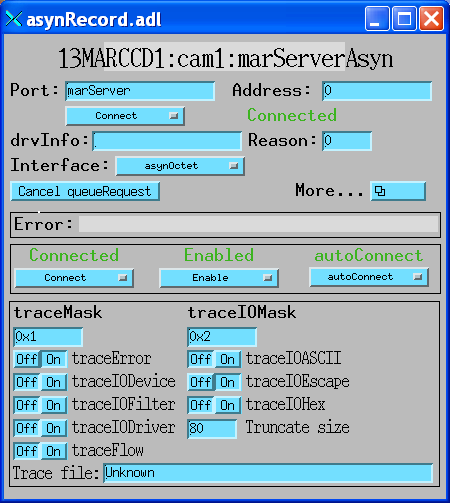 asynRecord.adl
13MARCCD1:cam1:marServerAsyn
Port: marServer Address: 0
Connect Connected
drvInfo: Reason: 0
Interface: asynOctet
Cancel queueRequest More...
Error:
Connected Enabled autoConnect
Connect Enable autoConnect
traceMask traceIOMask
0x1 0x2
Off On traceError Off On traceIOASCII
Off On traceIODevice Off On traceIOEscape
Off On traceIOFilter Off On traceIOHex
Off On traceIODriver 80 Truncate size
Off On traceFlow
Trace file: Unknown